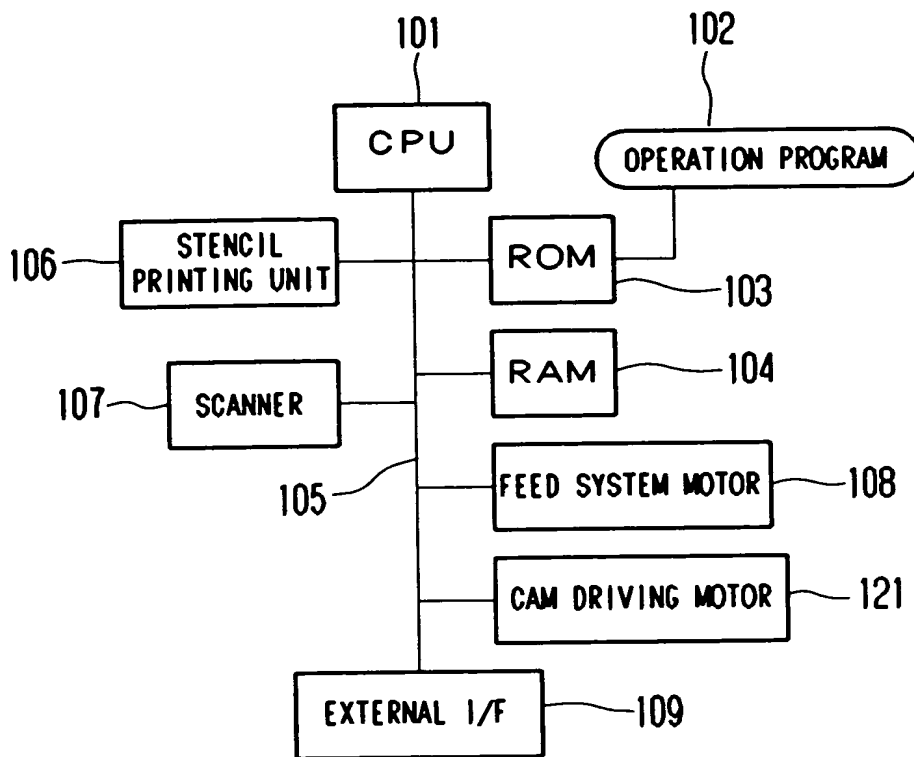 101
102
CPU
OPERATION PROGRAM
106
STENCIL
PRINTING UNIT
ROM
103
107
SCANNER
RAM
104
105
FEED SYSTEM MOTOR
108
CAM DRIVING MOTOR
121
EXTERNAL I/F
109